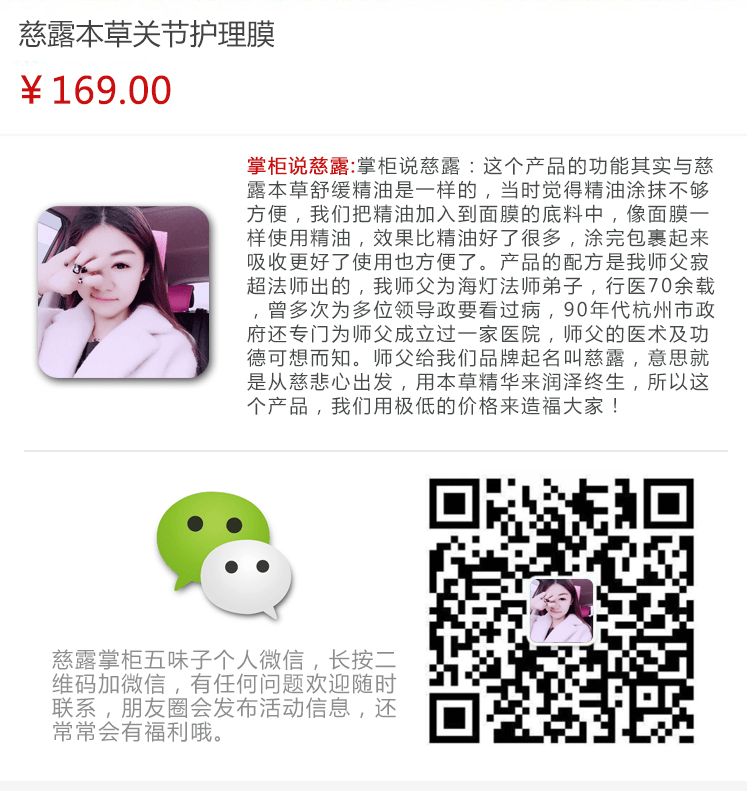 慈露本草关节护理膜
¥ 169.00
掌柜说慈露:掌柜说慈露：这个产品的功能其实与慈
露本草舒缓精油是一样的，当时觉得精油涂抹不够
方便，我们把精油加入到面膜的底料中，像面膜一
样使用精油，效果比精油好了很多，涂完包裹起来
吸收更好了使用也方便了。产品的配方是我师父寂
超法师出的，我师父为海灯法师弟子，行医70余载
，曾多次为多位领导政要看过病，90年代杭州市政
府还专门为师父成立过一家医院，师父的医术及功
德可想而知。师父给我们品牌起名叫慈露，意思就
是从慈悲心出发，用本草精华来润泽终生，所以这
个产品，我们用极低的价格来造福大家！
慈露掌柜五味子个人微信，长按二
维码加微信，有任何问题欢迎随时
联系，朋友圈会发布活动信息，还
常常会有福利哦。